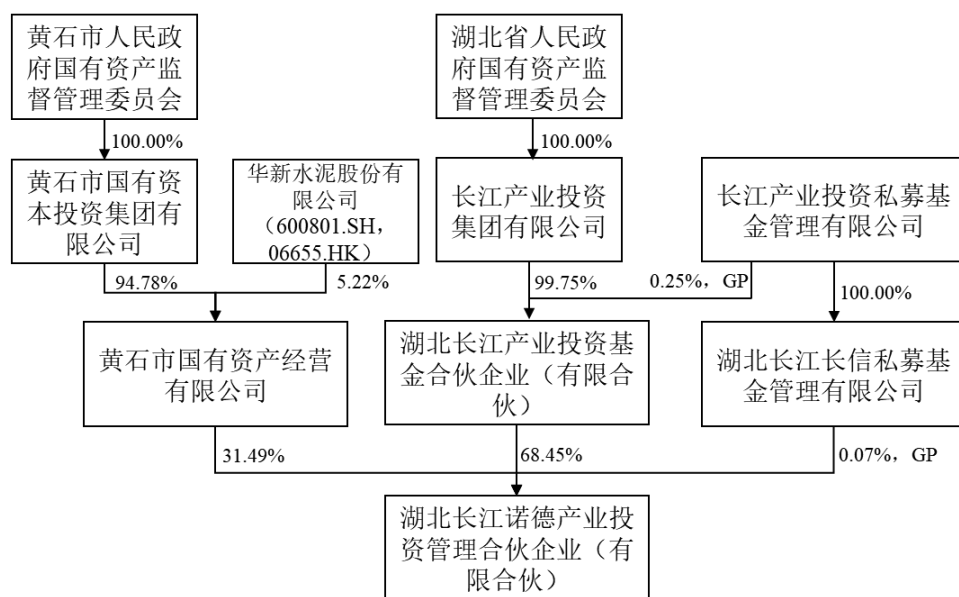 黄石市人民政
府国有资产监
督管理委员会
湖北省人民政
府国有资产监
督管理委员会
100.00%
100.00%
黄石市国有资
本投资集团有
限公司
华新水泥股份有
限公司
（600801.SH，
06655.HK）
长江产业投资
集团有限公司
长江产业投资私募基
金管理有限公司
94.78%
5.22%
99.75%
0.25%，GP
100.00%
黄石市国有资产经营
有限公司
湖北长江产业投资基
金合伙企业（有限合
伙）
湖北长江长信私募基
金管理有限公司
31.49%
68.45%
0.07%，GP
湖北长江诺德产业投
资管理合伙企业（有
限合伙）